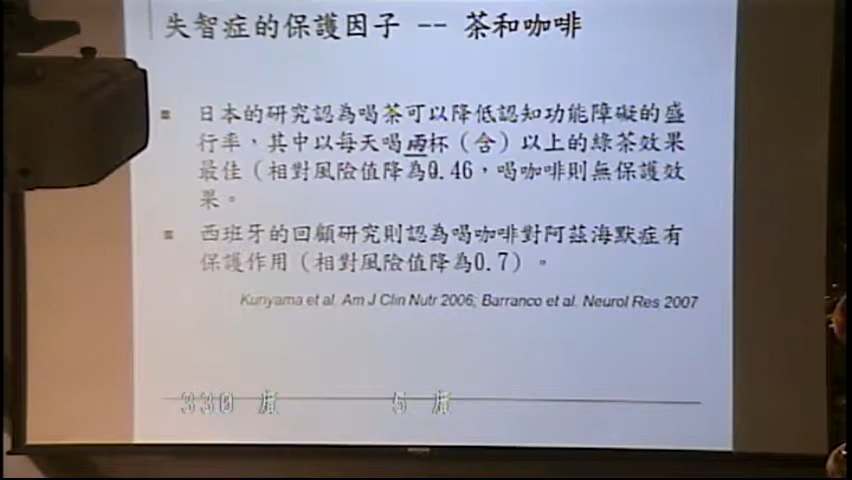 失智症的保護因子 -- 茶和咖啡
■ 日本的研究認為喝茶可以降低認知功能障礙的盛
行率，其中以每天喝兩杯（含）以上的綠茶效果
最佳（相對風險值降為0.46，喝咖啡則無保護效
果。
■ 西班牙的回顧研究則認為喝咖啡對阿茲海默症有
保護作用（相對風險值降為0.7）。
Kuriyama et al. Am J Clin Nutr 2006; Barranco et al. Neurol Res 2007
330 度 5 度